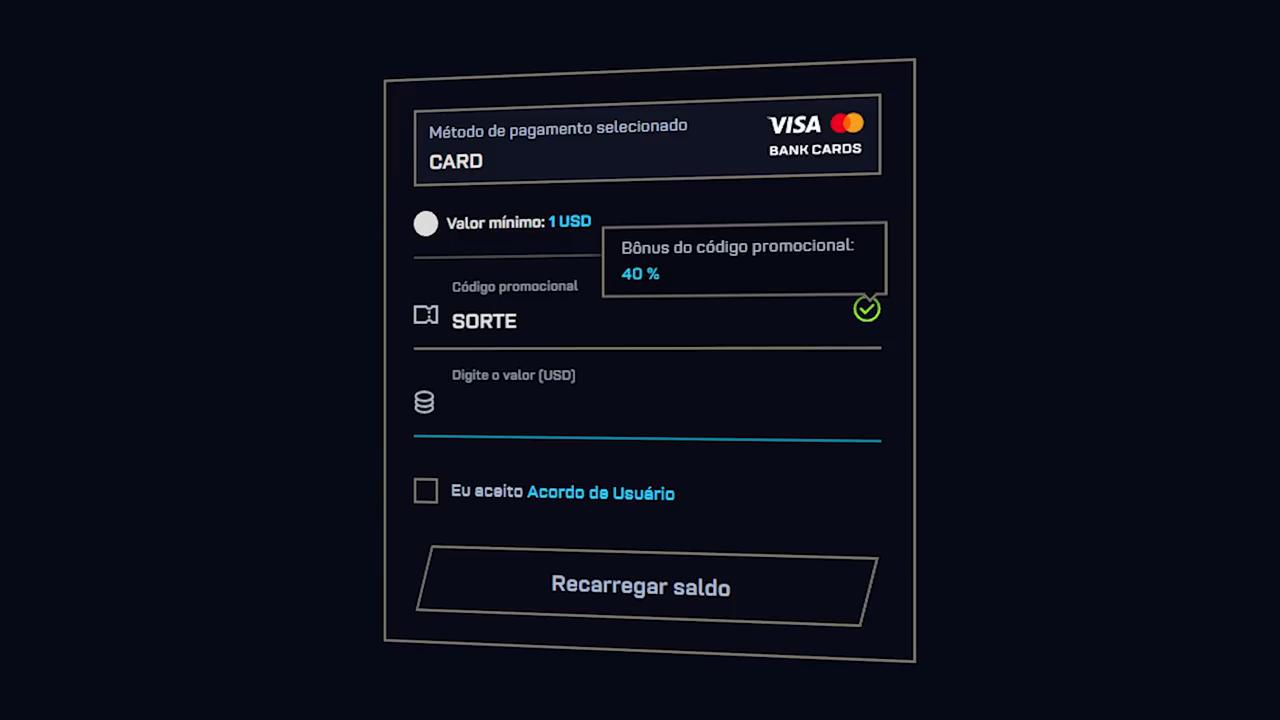 Método de pagamento selecionado
CARD
VISA
BANK CARDS
Valor mínimo: 1 USD
Bônus do código promocional:
40 %
Código promocional
SORTE
Digite o valor (USD)
Eu aceito Acordo de Usuário
Recarregar saldo